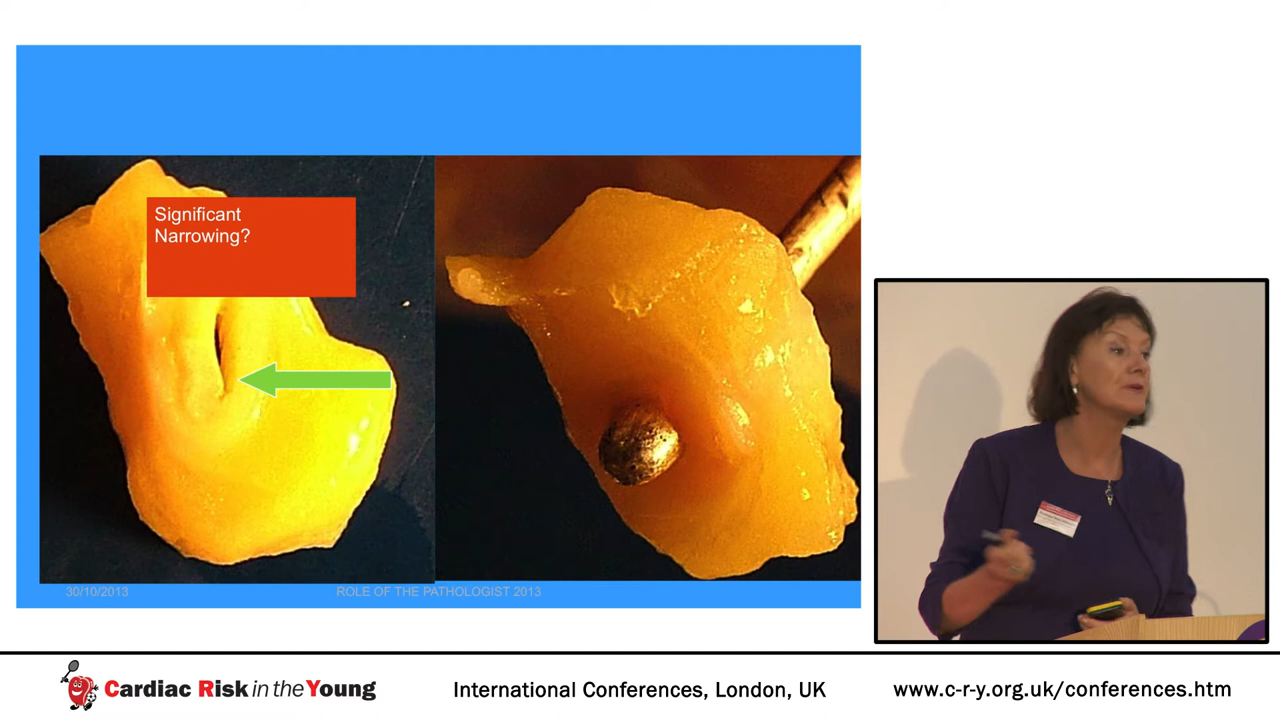 Significant
Narrowing?
30/10/2013
ROLE OF THE PATHOLOGIST 2013
Cardiac Risk in the Young
International Conferences, London, UK
www.c-r-y.org.uk/conferences.htm